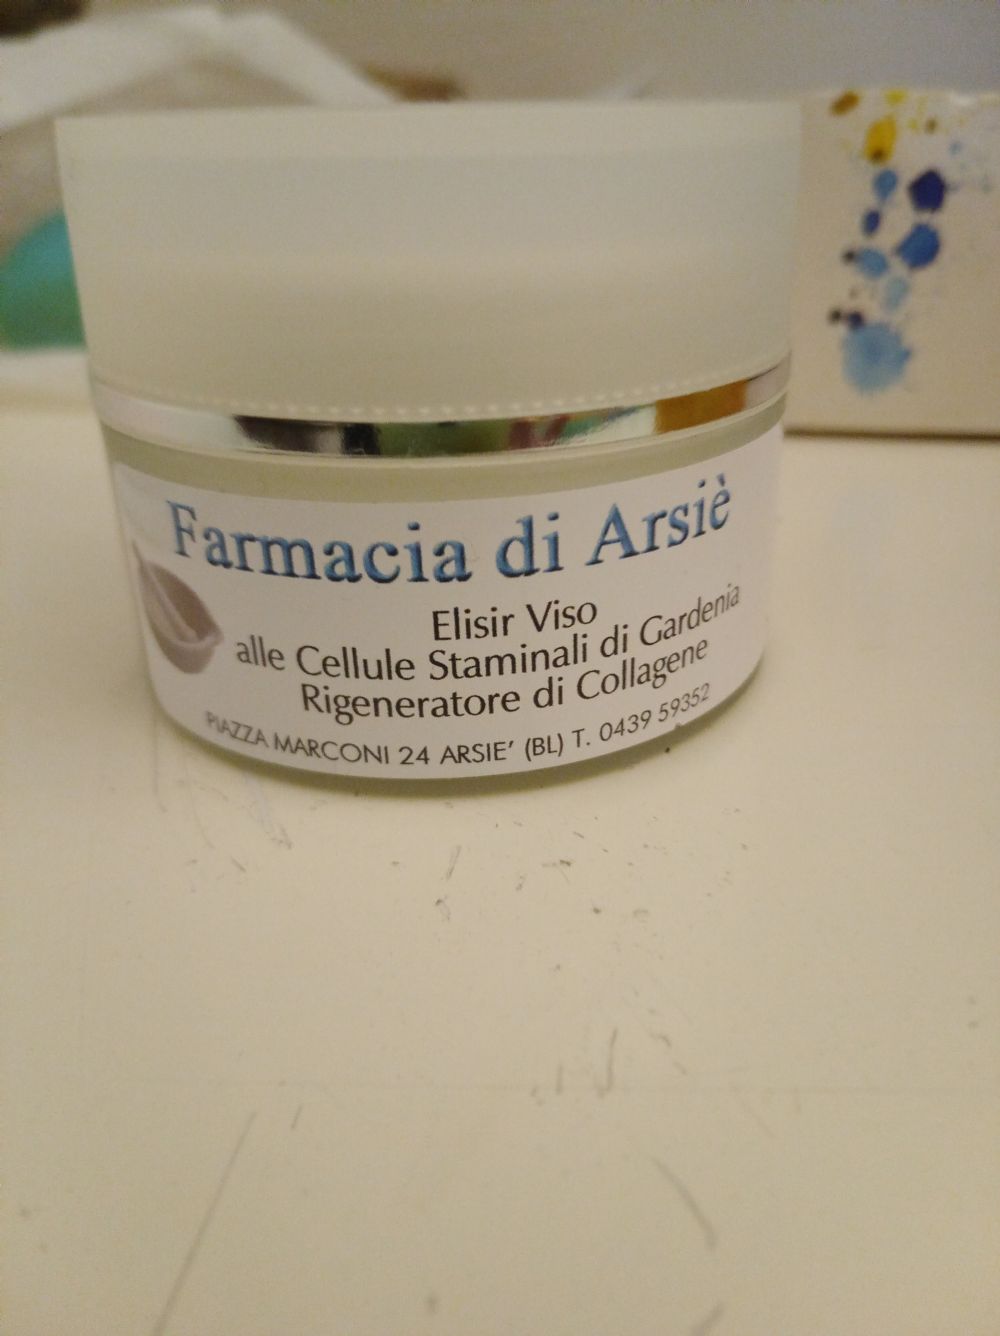 Farmacia di Arsiè
Elisir Viso
alle Cellule Staminali di Gardenia
Rigeneratore di Collagene
PIAZZA MARCONI 24 ARSIE' (BL) T. 0439 59352